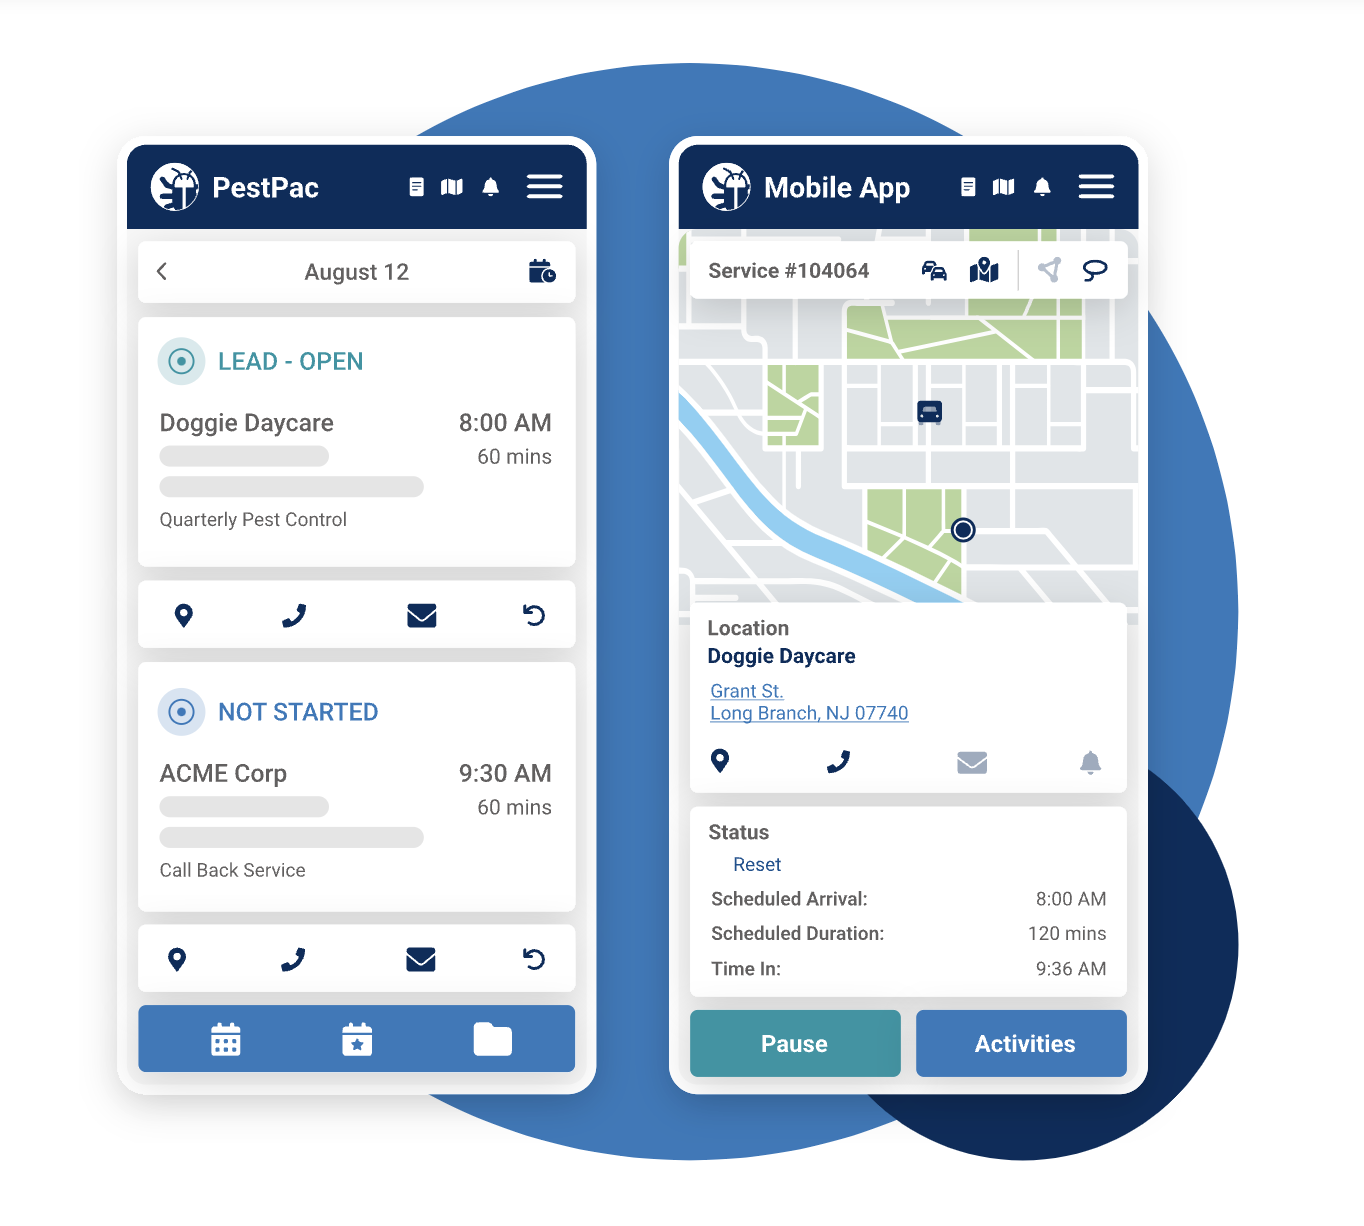 PestPac
August 12
LEAD - OPEN
Doggie Daycare 8:00 AM
60 mins
Quarterly Pest Control
NOT STARTED
ACME Corp 9:30 AM
60 mins
Call Back Service
Mobile App
Service #104064
Location
Doggie Daycare
Grant St.
Long Branch, NJ 07740
Status
Reset
Scheduled Arrival: 8:00 AM
Scheduled Duration: 120 mins
Time In: 9:36 AM
Pause Activities